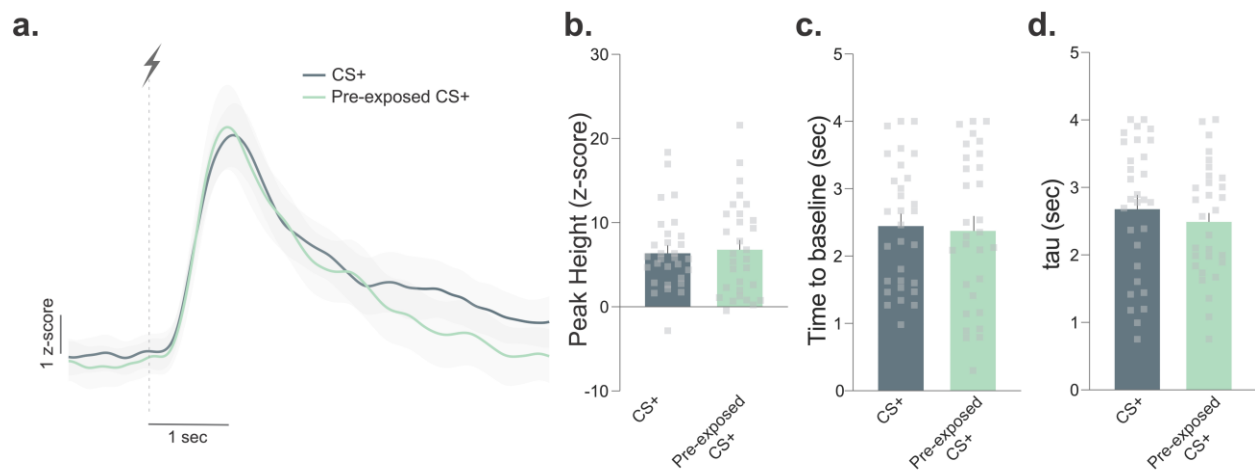 a.
CS+
Pre-exposed CS+
1 z-score
1 sec
b.
Peak Height (z-score)
30
20
10
0
-10
CS+
Pre-exposed
CS+
c.
Time to baseline (sec)
5
4
3
2
1
0
CS+
Pre-exposed
CS+
d.
tau (sec)
5
4
3
2
1
0
CS+
Pre-exposed
CS+